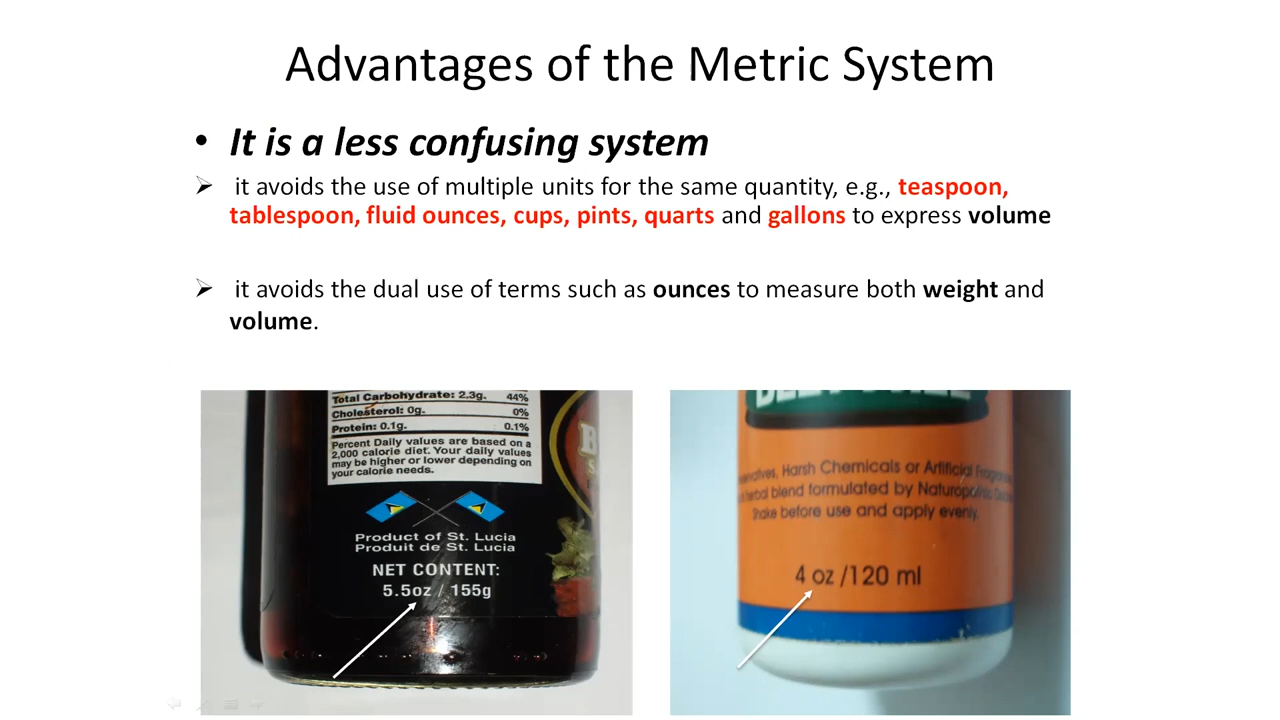 Advantages of the Metric System
• It is a less confusing system
➢ it avoids the use of multiple units for the same quantity, e.g., teaspoon,
tablespoon, fluid ounces, cups, pints, quarts and gallons to express volume
➢ it avoids the dual use of terms such as ounces to measure both weight and
volume.
Total Carbohydrate: 2.3g. 44%
Cholesterol: 0g. 0%
Protein: 0.1g. 0.1%
Percent Daily values are based on a
2,000 calorie diet. Your daily values
may be higher or lower depending on
your calorie needs.
Product of St. Lucia
Produit de St. Lucia
NET CONTENT:
5.5oz / 155g
Harsh Chemicals or Artificial
herbal blend formulated by
Shake before use and apply evenly.
4 oz /120 ml